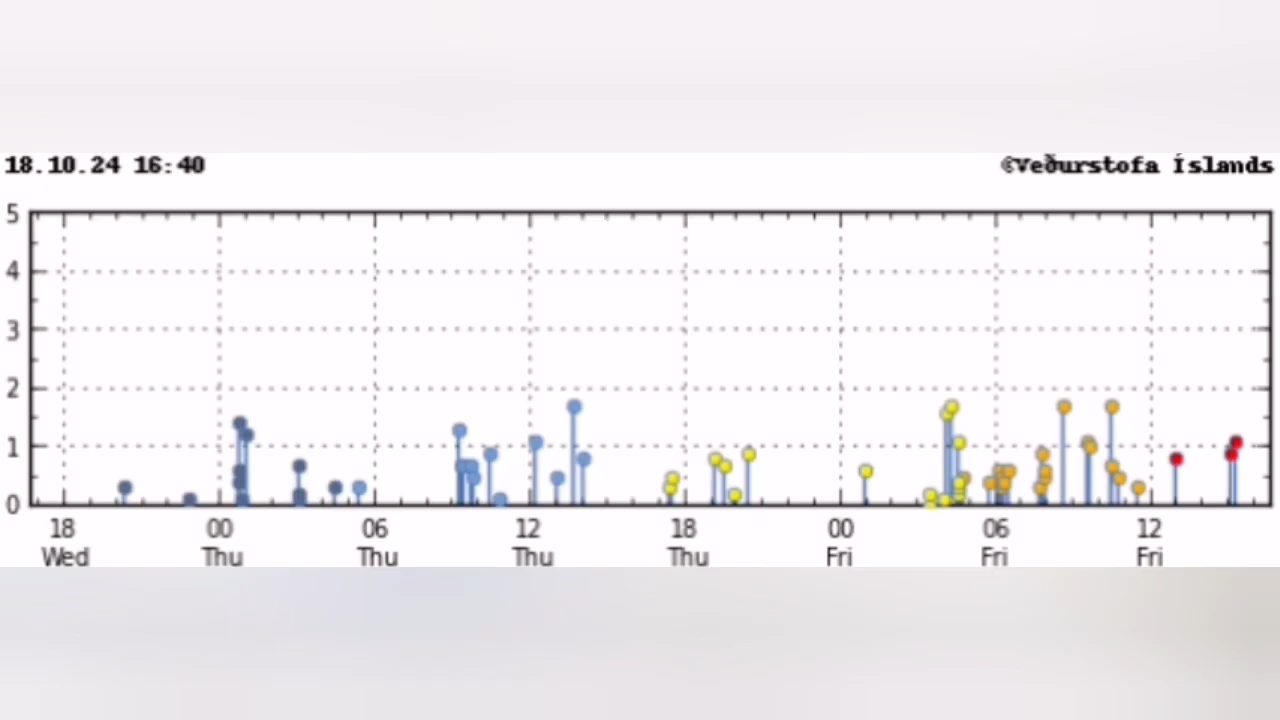 18.10.24 16:40 ©Veðurstofa Íslands
5
4
3
2
1
0
18 00 06 12 18 00 06 12
Wed Thu Thu Thu Thu Fri Fri Fri